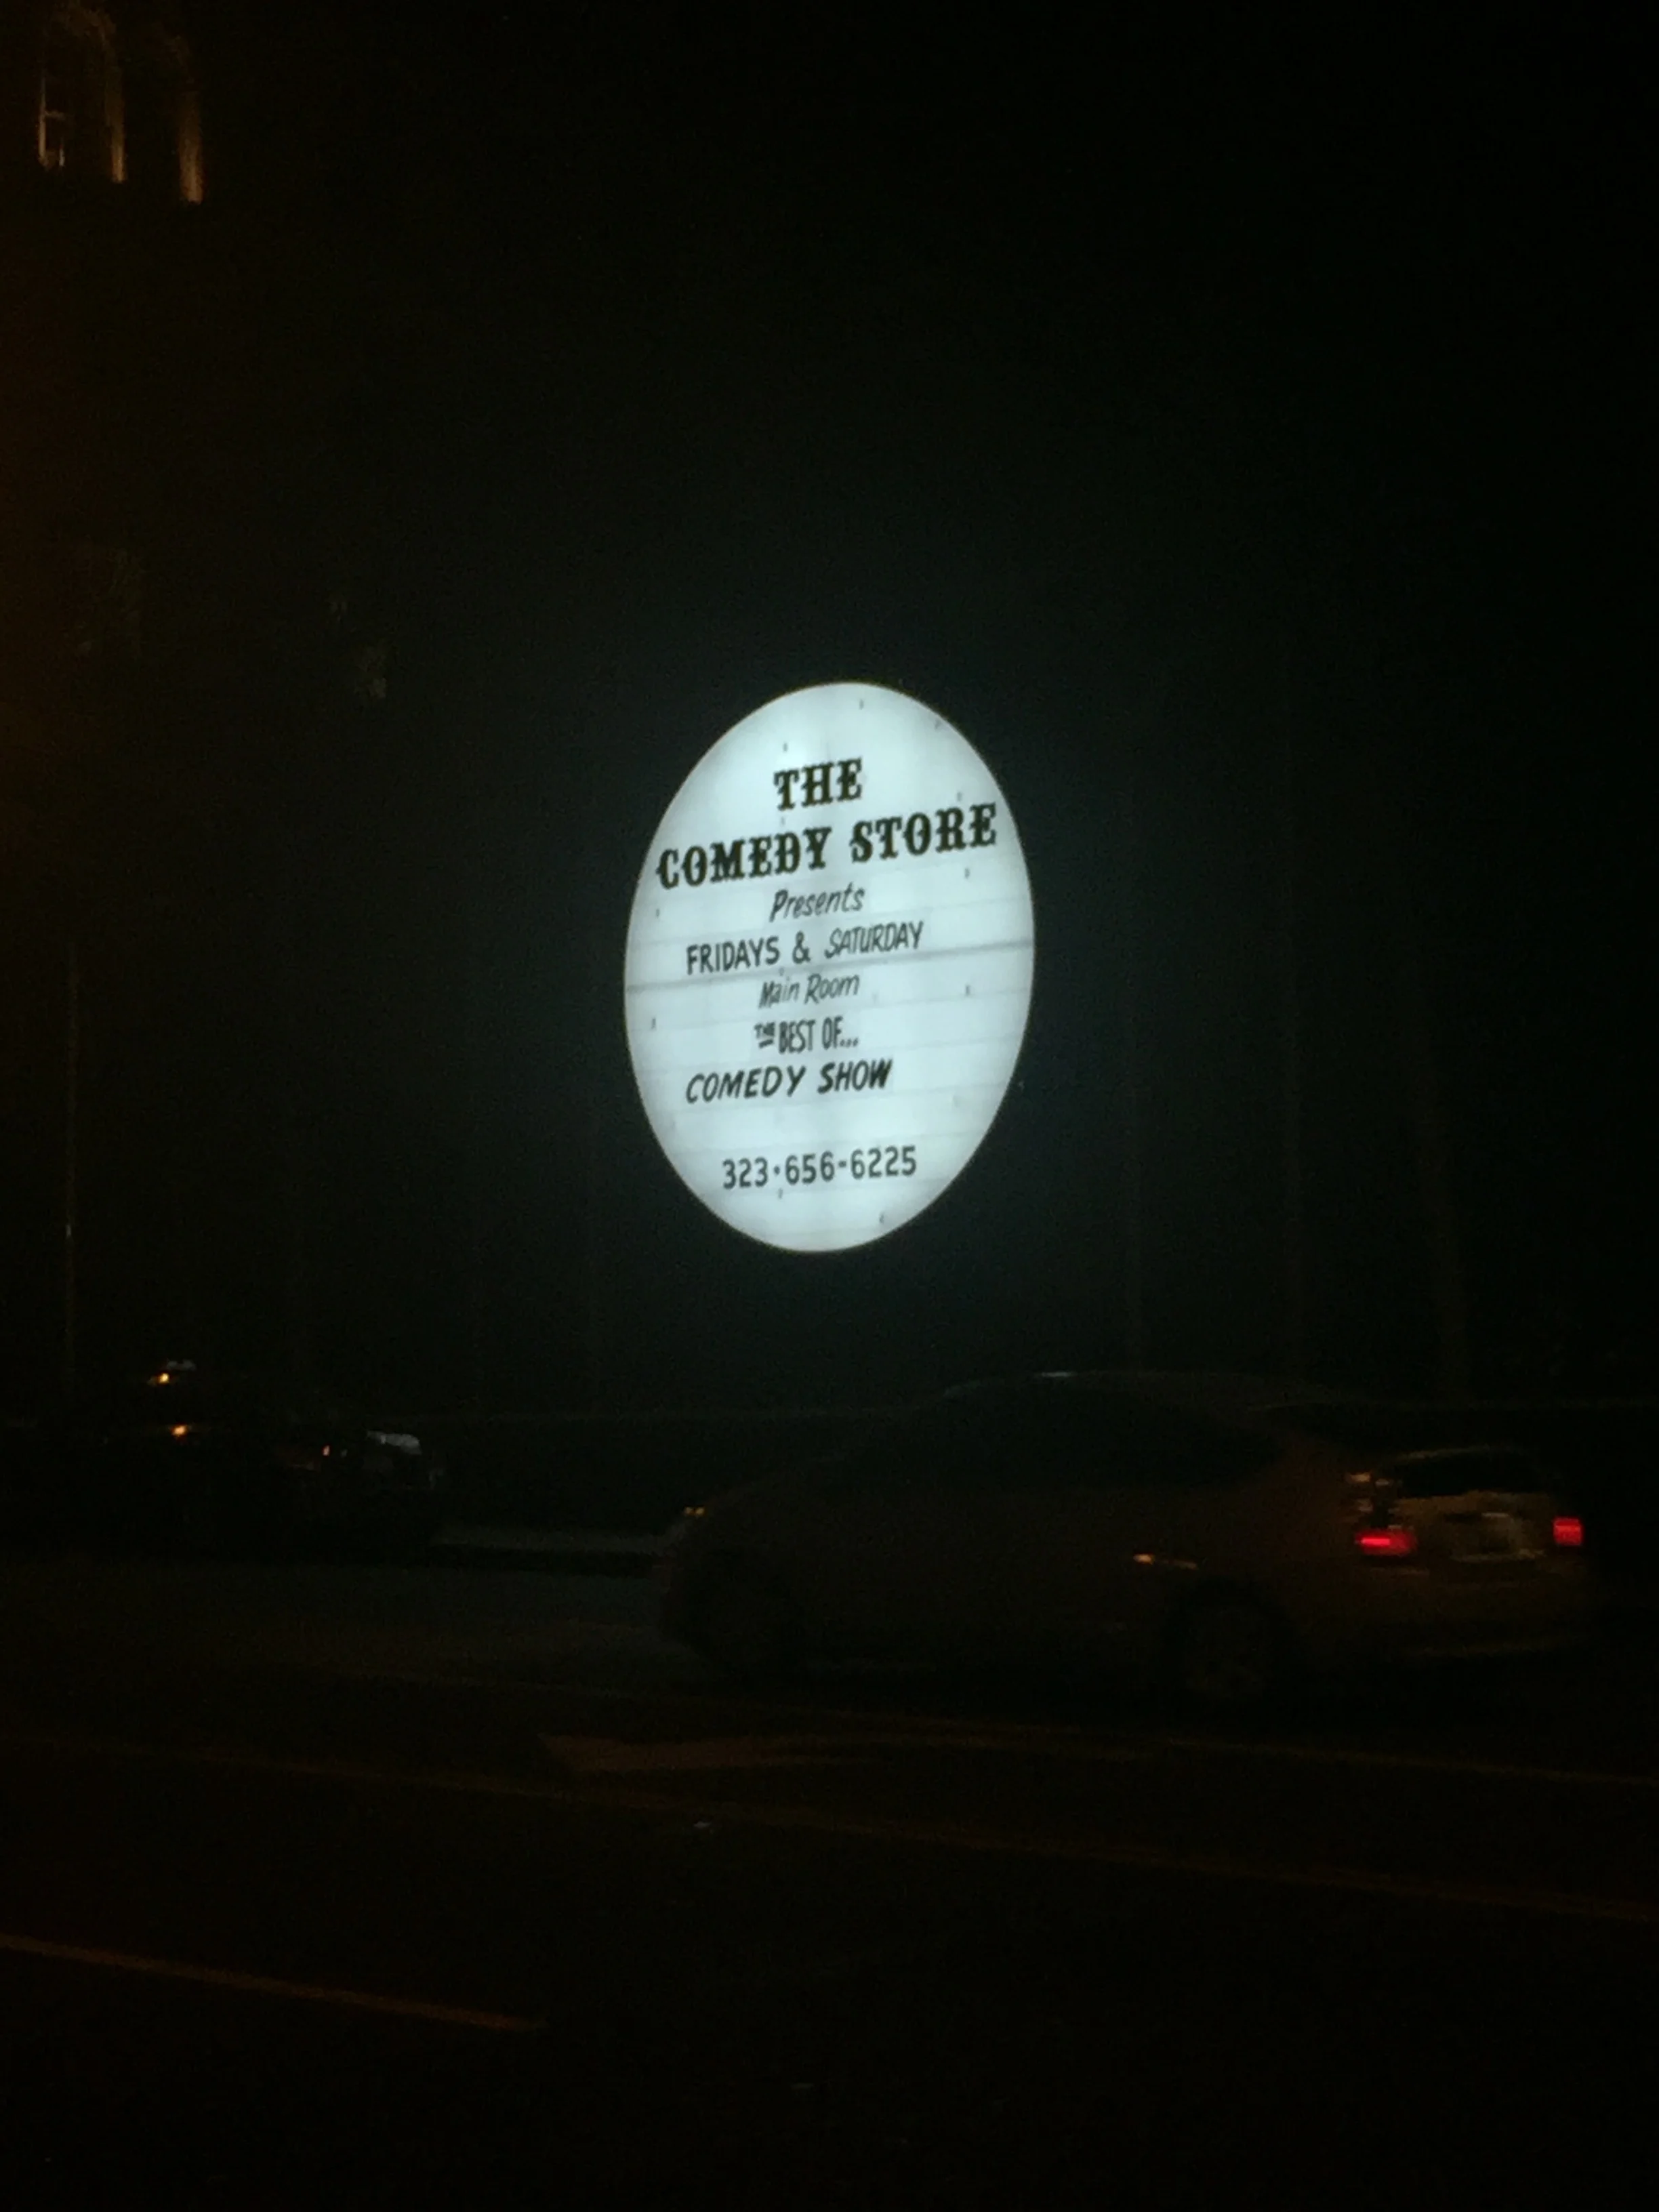 THE
COMEDY STORE
Presents
FRIDAYS & SATURDAY
Main Room
THE BEST OF...
COMEDY SHOW
323·656-6225